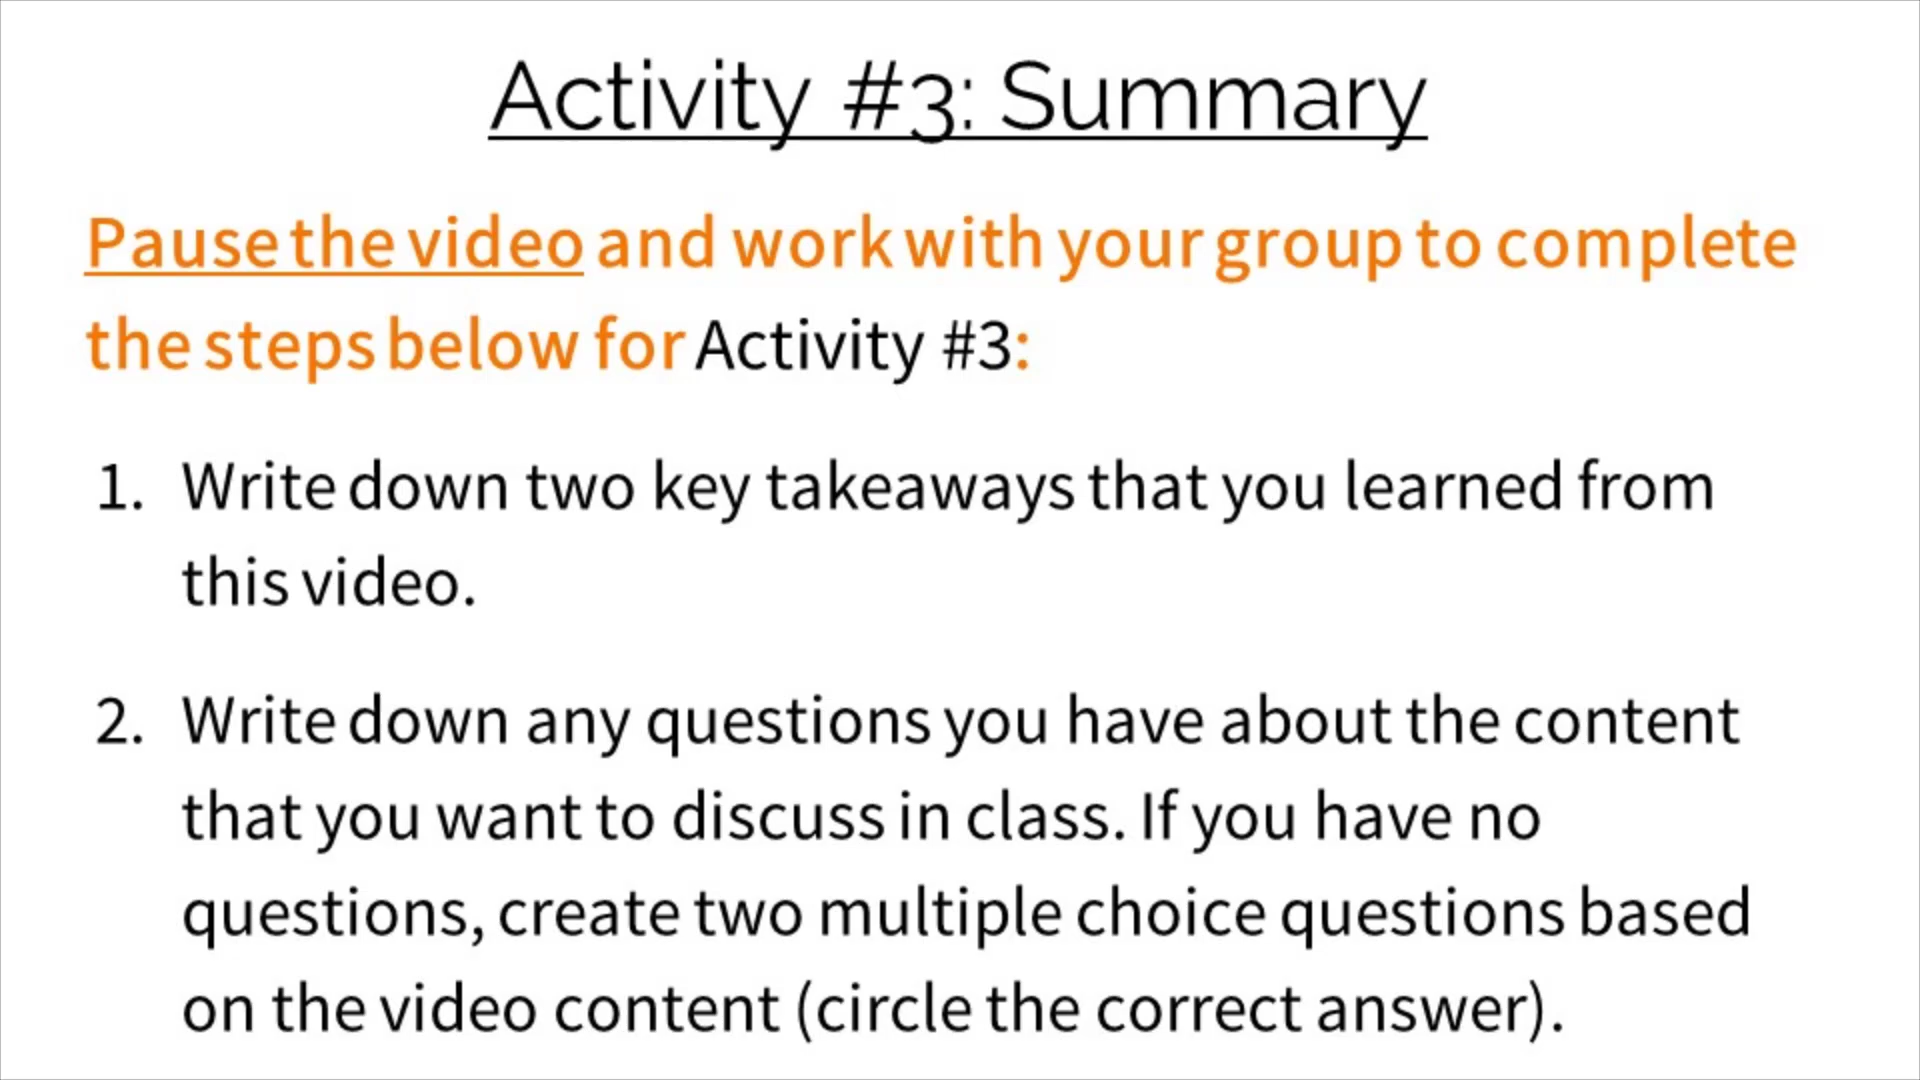 Activity #3: Summary
Pause the video and work with your group to complete
the steps below for Activity #3:
1. Write down two key takeaways that you learned from
this video.
2. Write down any questions you have about the content
that you want to discuss in class. If you have no
questions, create two multiple choice questions based
on the video content (circle the correct answer).